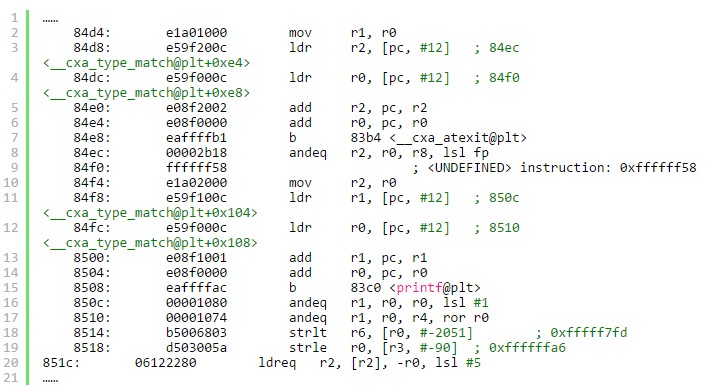 1 ……
2 84d4: e1a01000 mov r1, r0
3 84d8: e59f200c ldr r2, [pc, #12] ; 84ec
<__cxa_type_match@plt+0xe4>
4 84dc: e59f000c ldr r0, [pc, #12] ; 84f0
<__cxa_type_match@plt+0xe8>
5 84e0: e08f2002 add r2, pc, r2
6 84e4: e08f0000 add r0, pc, r0
7 84e8: eaffffb1 b 83b4 <__cxa_atexit@plt>
8 84ec: 00002b18 andeq r2, r0, r8, lsl fp
9 84f0: ffffff58 ; <UNDEFINED> instruction: 0xffffff58
10 84f4: e1a02000 mov r2, r0
11 84f8: e59f100c ldr r1, [pc, #12] ; 850c
<__cxa_type_match@plt+0x104>
12 84fc: e59f000c ldr r0, [pc, #12] ; 8510
<__cxa_type_match@plt+0x108>
13 8500: e08f1001 add r1, pc, r1
14 8504: e08f0000 add r0, pc, r0
15 8508: eaffffac b 83c0 <printf@plt>
16 850c: 00001080 andeq r1, r0, r0, lsl #1
17 8510: 00001074 andeq r1, r0, r4, ror r0
18 8514: b5006803 strlt r6, [r0, #-2051] ; 0xfffff7fd
19 8518: d503005a strle r0, [r3, #-90] ; 0xffffffa6
20 851c: 06122280 ldreq r2, [r2], -r0, lsl #5
21 ……